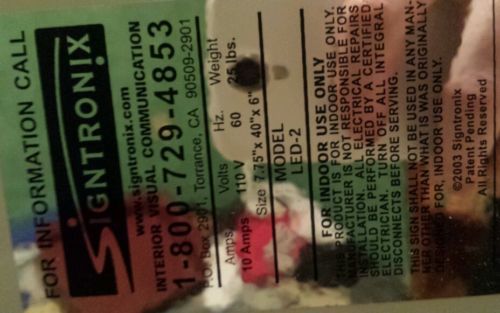 FOR INFORMATION CALL
SIGNTRONIX
www.signtronix.com
INTERIOR VISUAL COMMUNICATION
1-800-729-4853
P.O. Box 2901, Torrance, CA 90509-2901
Amps Volts Hz. Weight
10 Amps 110 V 60 25 lbs.
Size 7.75" x 40" x 6"
MODEL
LED-2
FOR INDOOR USE ONLY
THIS PRODUCT IS FOR INDOOR USE ONLY.
MANUFACTURER IS NOT RESPONSIBLE FOR
INSTALLATION. ALL ELECTRICAL REPAIRS
SHOULD BE PERFORMED BY A CERTIFIED
ELECTRICIAN. TURN OFF ALL INTEGRAL
DISCONNECTS BEFORE SERVICING.
THIS SIGN SHALL NOT BE USED IN ANY MAN-
NER OTHER THAN WHAT IS WAS ORIGINALLY
DESIGNED FOR, INDOOR USE ONLY.
©2003 Signtronix
Patent Pending
All Rights Reserved